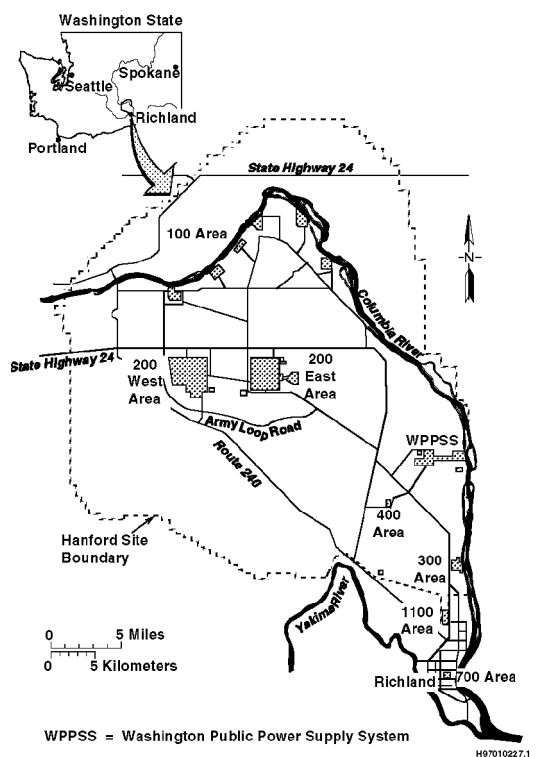 Washington State
Spokane
Seattle
Richland
Portland
State Highway 24
100 Area
N
Columbia River
State Highway 24
200
West
Area
200
East
Area
Army Loop Road
WPPSS
Route 240
400
Area
Hanford Site
Boundary
300
Area
Yakima River
1100
Area
0 5 Miles
0 5 Kilometers
Richland
700 Area
WPPSS = Washington Public Power Supply System
H97010227.1